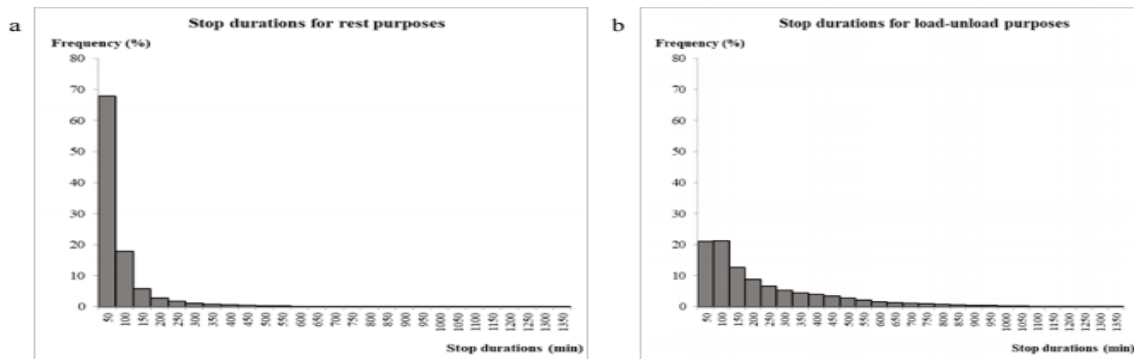 a
Stop durations for rest purposes
Frequency (%)
80
70
60
50
40
30
20
10
0
50 100 150 200 250 300 350 400 450 500 550 600 650 700 750 800 850 900 950 1000 1050 1100 1150 1200 1250 1300 1350
Stop durations (min)
b
Stop durations for load-unload purposes
Frequency (%)
80
70
60
50
40
30
20
10
0
50 100 150 200 250 300 350 400 450 500 550 600 650 700 750 800 850 900 950 1000 1050 1100 1150 1200 1250 1300 1350
Stop durations (min)